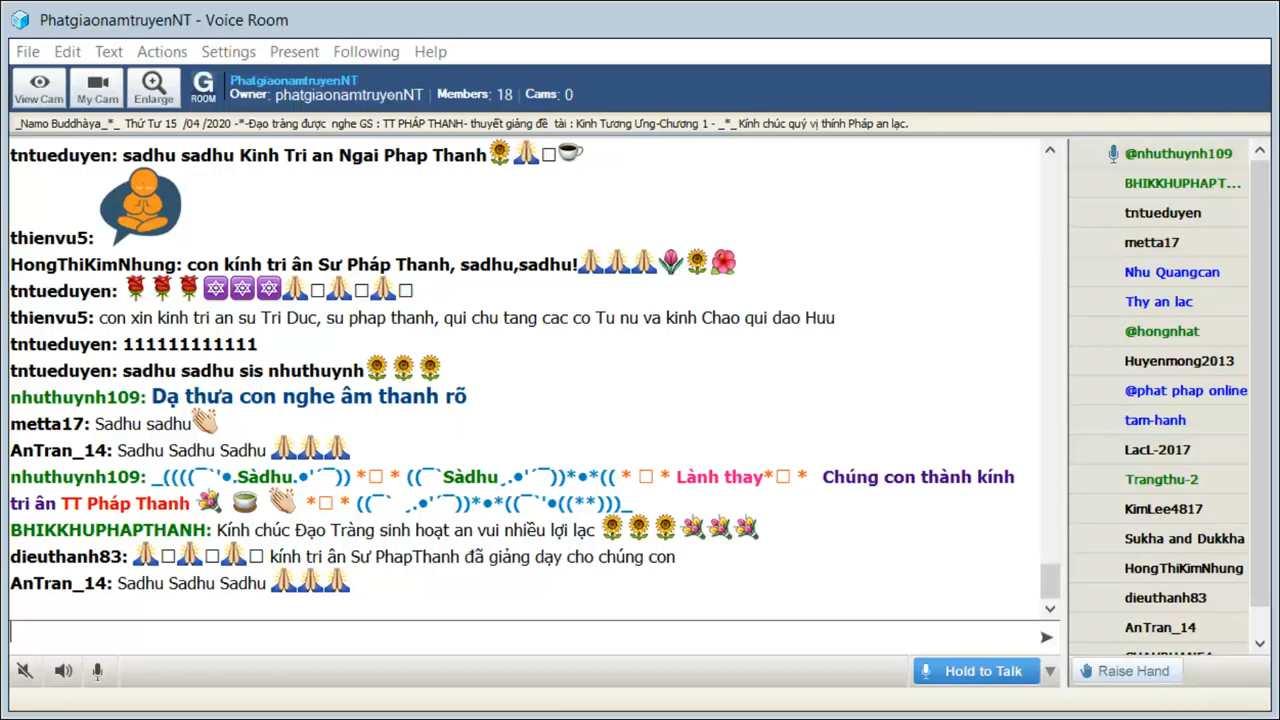 PhatgiaonamtruyenNT - Voice Room
File Edit Text Actions Settings Present Following Help
View Cam My Cam Enlarge G ROOM PhatgiaonamtruyenNT
Owner: phatgiaonamtruyenNT | Members: 18 | Cams: 0
_Namo Buddhàya_*_ Thứ Tư 15 /04 /2020 -*-Đạo tràng được nghe GS : TT PHÁP THANH- thuyết giảng đề tài : Kinh Tương Ưng-Chương 1 - _*_ Kính chúc quý vị thính Pháp an lạc.
tntueduyen: sadhu sadhu Kinh Tri an Ngai Phap Thanh🌻🙏□☕
thienvu5:
HongThiKimNhung: con kính tri ân Sư Pháp Thanh, sadhu,sadhu!🙏🙏🙏🌷🌻🌺
tntueduyen: 🌹🌹🌹🔯🔯🔯🙏□🙏□🙏□
thienvu5: con xin kinh tri an su Tri Duc, su phap thanh, qui chu tang cac co Tu nu va kinh Chao qui dao Huu
tntueduyen: 111111111111
tntueduyen: sadhu sadhu sis nhuthuynh🌻🌻🌻
nhuthuynh109: Dạ thưa con nghe âm thanh rõ
metta17: Sadhu sadhu👏
AnTran_14: Sadhu Sadhu Sadhu 🙏🙏🙏
nhuthuynh109: _((((¯`'•.Sàdhu.•'´¯)) *□ * ((¯`Sàdhu¸.•'´¯))*•*(( * □ * Lành thay*□ * Chúng con thành kính
tri ân TT Pháp Thanh 💐 🍵 👏 *□ * ((¯` ¸.•'´¯))*•*((¯`'•((**)))_
BHIKKHUPHAPTHANH: Kính chúc Đạo Tràng sinh hoạt an vui nhiều lợi lạc 🌻🌻🌻💐💐💐
dieuthanh83: 🙏□🙏□🙏□ kính tri ân Sư PhapThanh đã giảng dạy cho chúng con
AnTran_14: Sadhu Sadhu Sadhu 🙏🙏🙏
@nhuthuynh109
BHIKKHUPHAPT...
tntueduyen
metta17
Nhu Quangcan
Thy an lac
@hongnhat
Huyenmong2013
@phat phap online
tam-hanh
LacL-2017
Trangthu-2
KimLee4817
Sukha and Dukkha
HongThiKimNhung
dieuthanh83
AnTran_14
Hold to Talk
Raise Hand